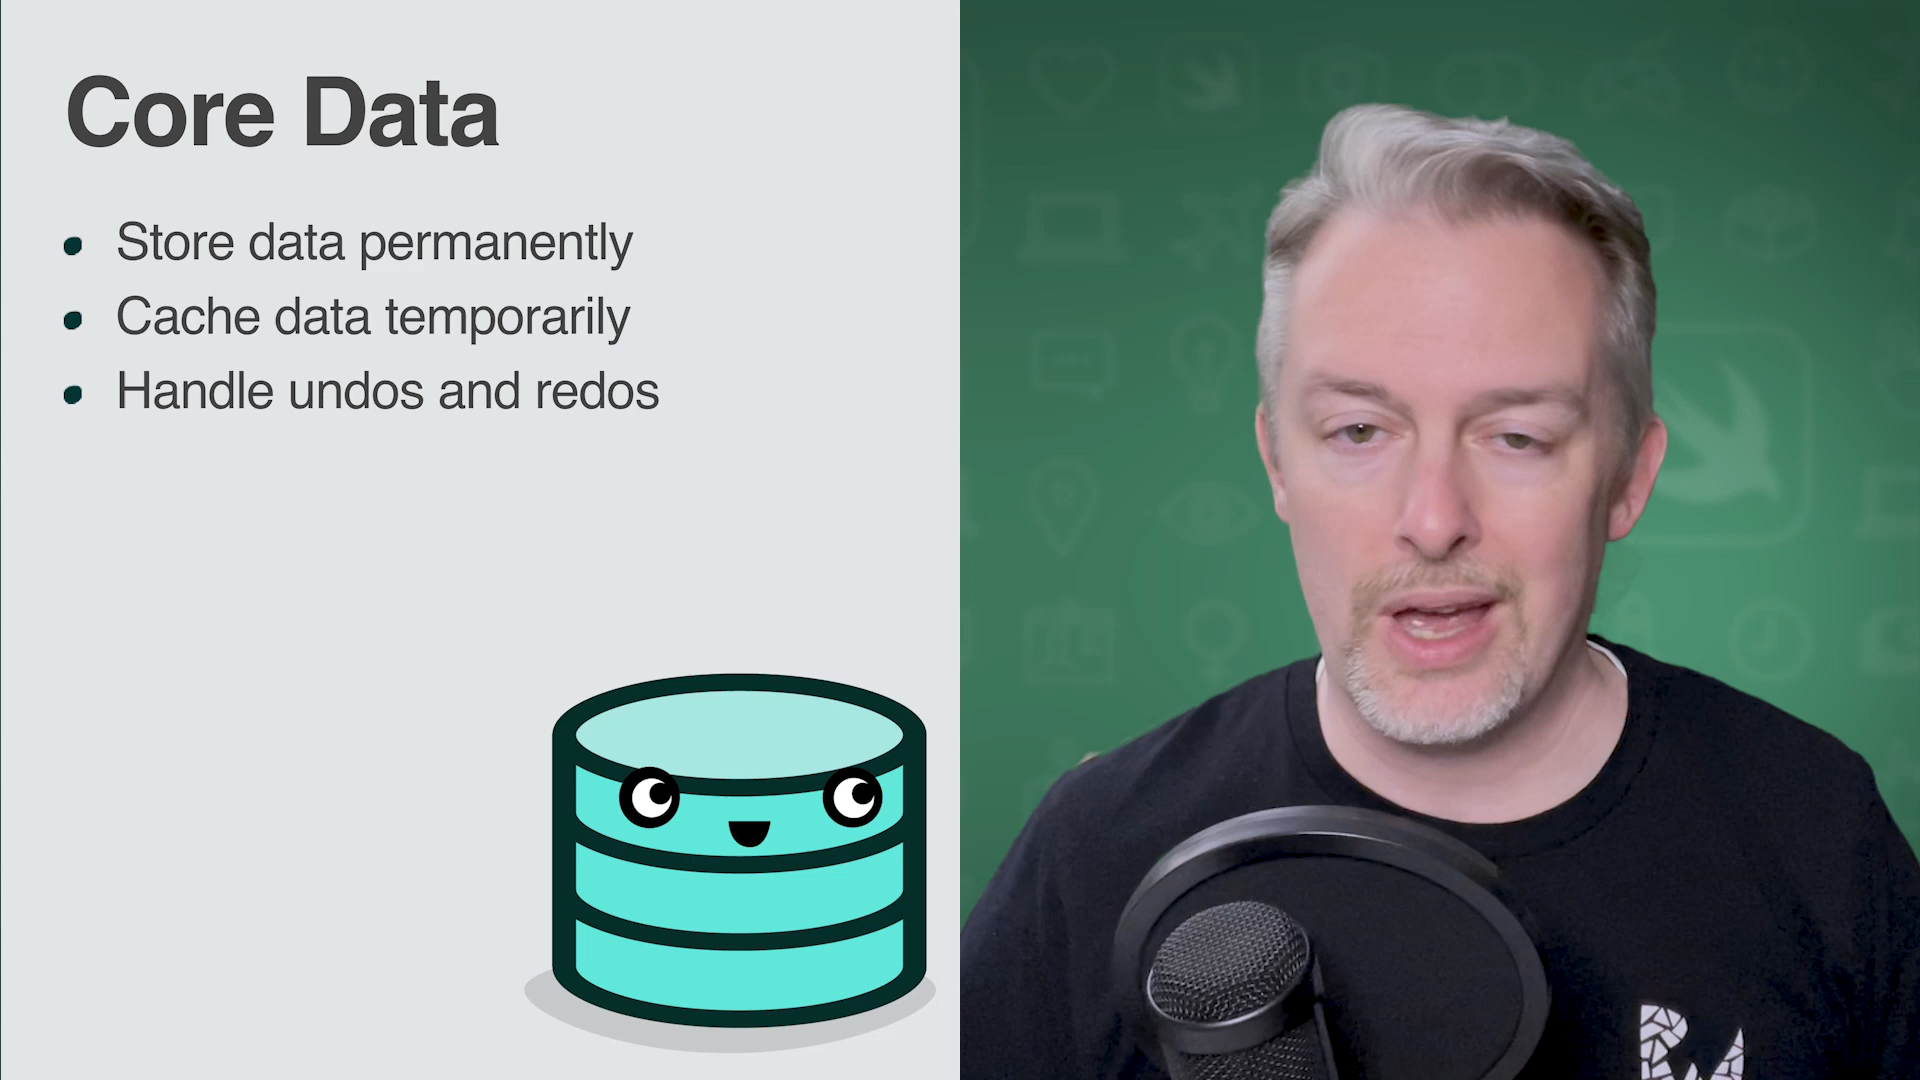 Core Data
Store data permanently
Cache data temporarily
Handle undos and redos